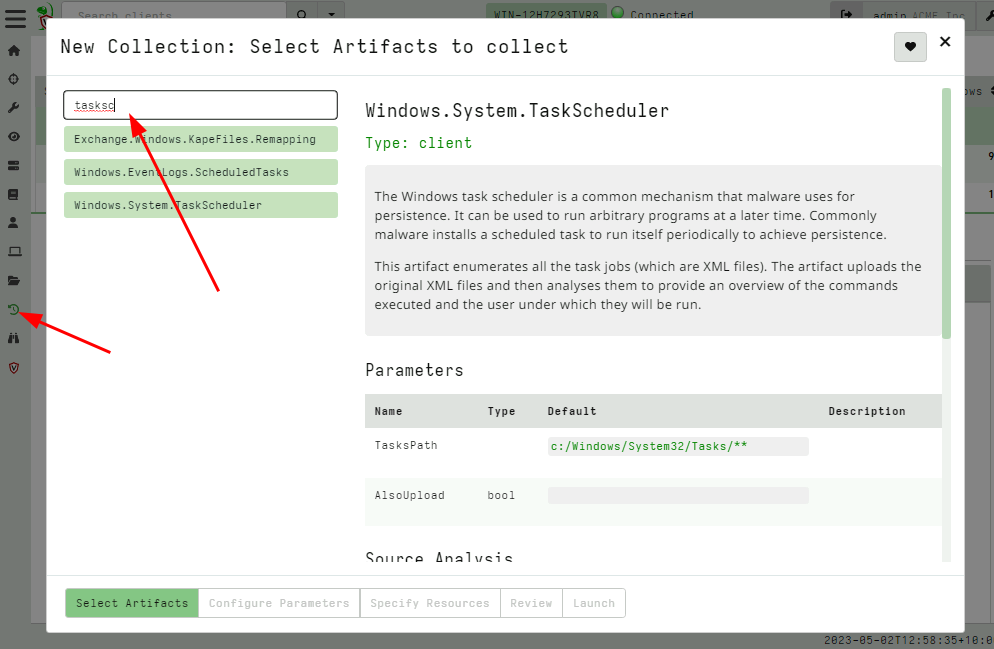 Search clients
WIN-12H7293TVR8 Connected
admin ACME Inc
New Collection: Select Artifacts to collect
tasksc
Exchange.Windows.KapeFiles.Remapping
Windows.EventLogs.ScheduledTasks
Windows.System.TaskScheduler
Windows.System.TaskScheduler
Type: client
The Windows task scheduler is a common mechanism that malware uses for
persistence. It can be used to run arbitrary programs at a later time. Commonly
malware installs a scheduled task to run itself periodically to achieve persistence.
This artifact enumerates all the task jobs (which are XML files). The artifact uploads the
original XML files and then analyses them to provide an overview of the commands
executed and the user under which they will be run.
Parameters
Name Type Default Description
TasksPath c:/Windows/System32/Tasks/**
AlsoUpload bool
Source Analysis
Select Artifacts Configure Parameters Specify Resources Review Launch
2023-05-02T12:58:35+10:0